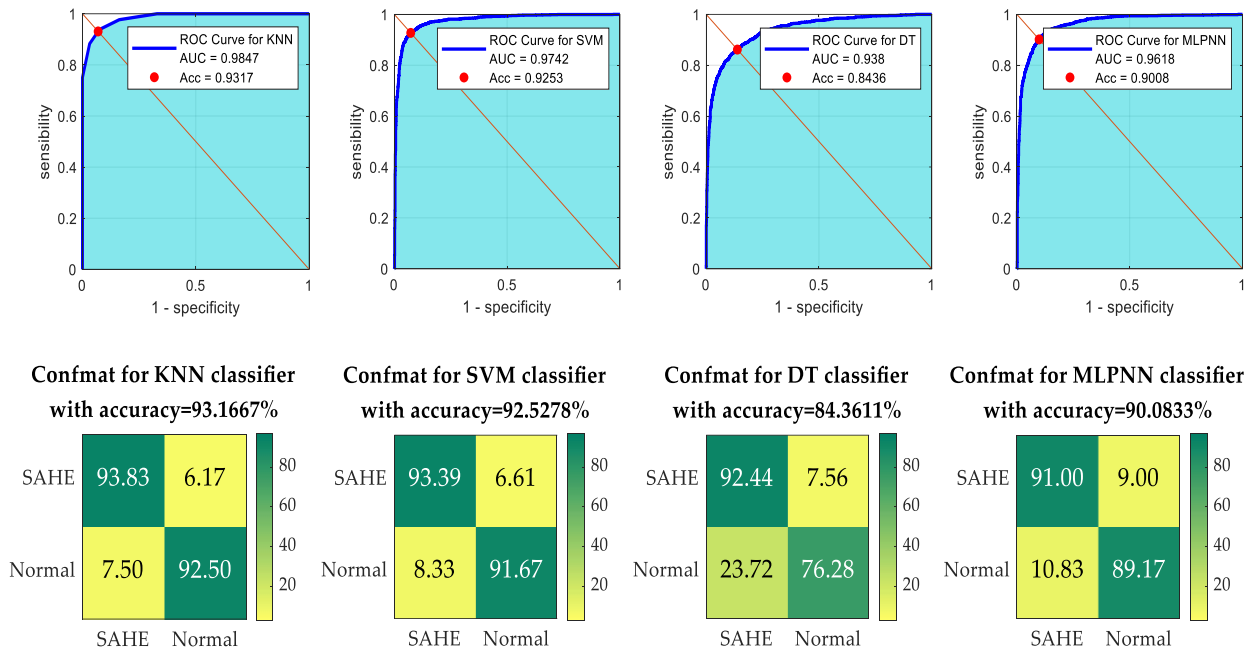 ROC Curve for KNN
AUC = 0.9847
Acc = 0.9317
1
0.8
0.6
0.4
0.2
0
sensibility
0
0.5
1
1 - specificity
ROC Curve for SVM
AUC = 0.9742
Acc = 0.9253
1
0.8
0.6
0.4
0.2
0
sensibility
0
0.5
1
1 - specificity
ROC Curve for DT
AUC = 0.938
Acc = 0.8436
1
0.8
0.6
0.4
0.2
0
sensibility
0
0.5
1
1 - specificity
ROC Curve for MLPNN
AUC = 0.9618
Acc = 0.9008
1
0.8
0.6
0.4
0.2
0
sensibility
0
0.5
1
1 - specificity
Confmat for KNN classifier
with accuracy=93.1667%
SAHE
93.83
6.17
Normal
7.50
92.50
SAHE
Normal
80
60
40
20
Confmat for SVM classifier
with accuracy=92.5278%
SAHE
93.39
6.61
Normal
8.33
91.67
SAHE
Normal
80
60
40
20
Confmat for DT classifier
with accuracy=84.3611%
SAHE
92.44
7.56
Normal
23.72
76.28
SAHE
Normal
80
60
40
20
Confmat for MLPNN classifier
with accuracy=90.0833%
SAHE
91.00
9.00
Normal
10.83
89.17
SAHE
Normal
80
60
40
20